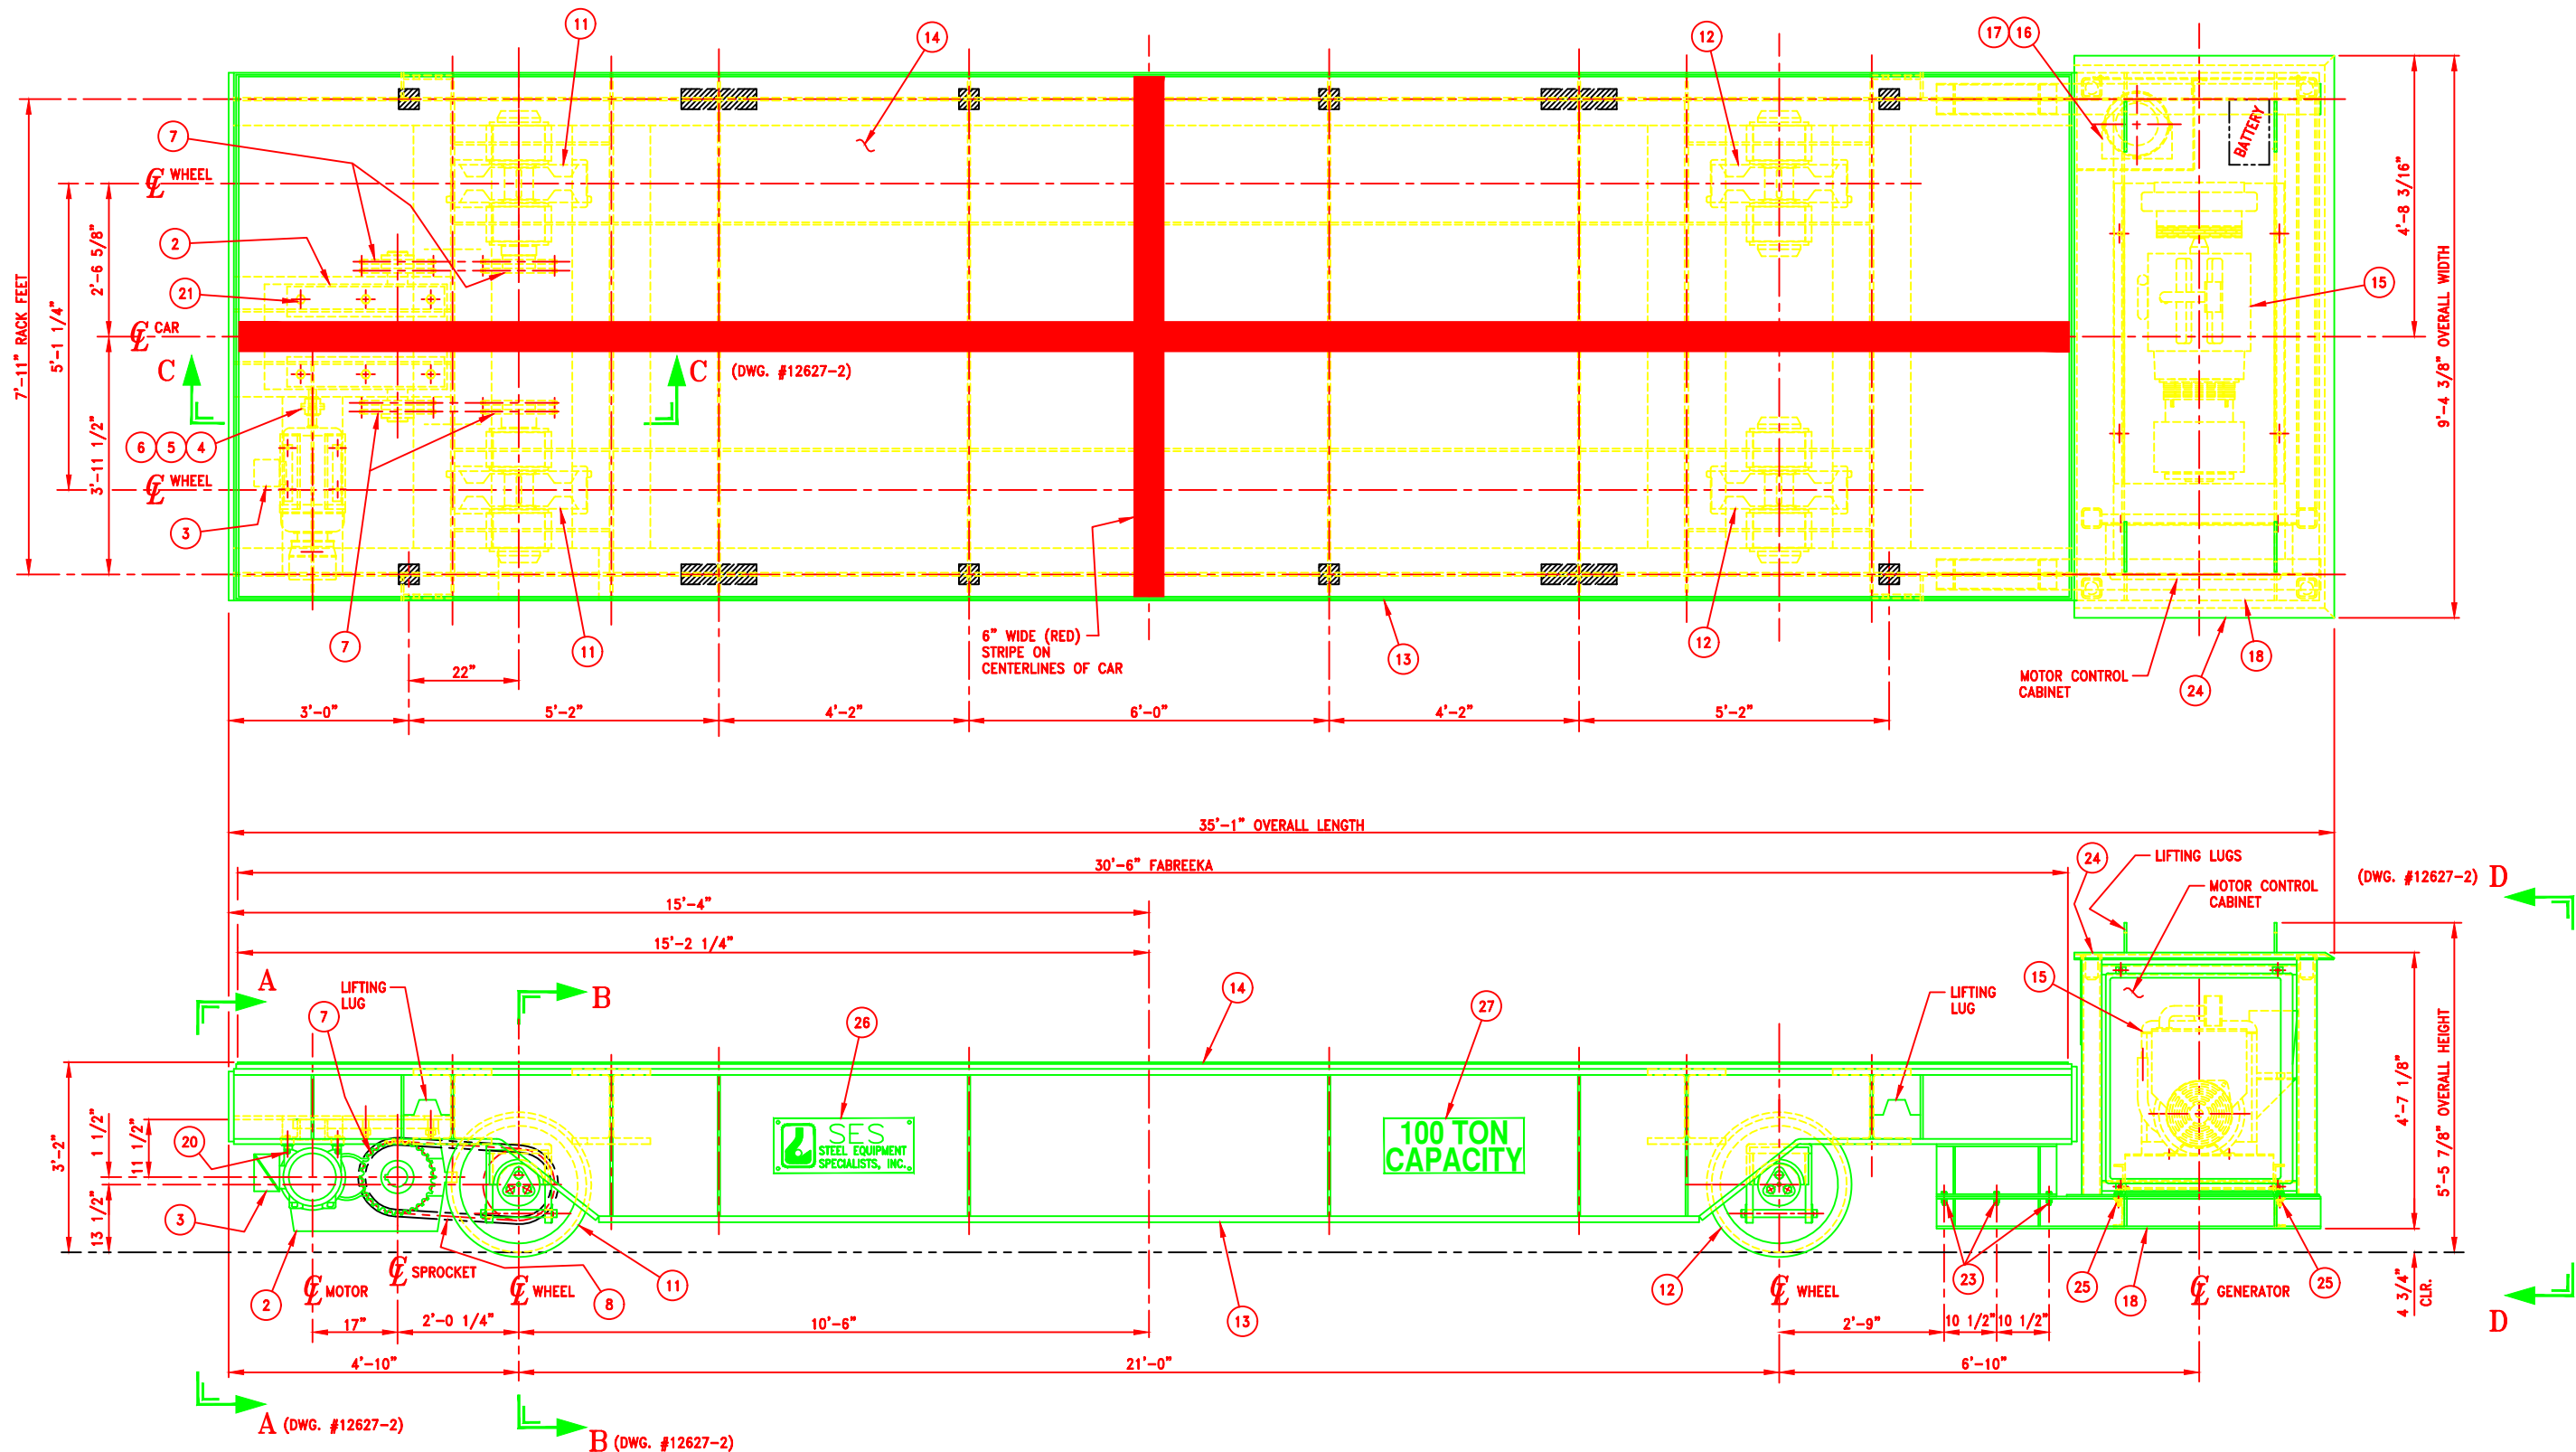 11
14
12
17 16
7
℄ WHEEL
2
21
℄ CAR
C
C (DWG. #12627-2)
6 5 4
℄ WHEEL
3
7
11
7'-11" RACK FEET
5'-1 1/4"
2'-6 5/8"
3'-11 1/2"
BATTERY
15
4'-8 3/16"
9'-4 3/8" OVERALL WIDTH
6" WIDE (RED)
STRIPE ON
CENTERLINES OF CAR
13
12
MOTOR CONTROL
CABINET
24
18
22"
3'-0"
5'-2"
4'-2"
6'-0"
4'-2"
5'-2"
35'-1" OVERALL LENGTH
30'-6" FABREEKA
15'-4"
15'-2 1/4"
24
LIFTING LUGS
MOTOR CONTROL
CABINET
(DWG. #12627-2) D
A
LIFTING
LUG
7
B
26
14
27
LIFTING
LUG
15
SES
STEEL EQUIPMENT
SPECIALISTS, INC.
100 TON
CAPACITY
3'-2"
1 1/2"
11 1/2"
13 1/2"
20
3
2
℄ MOTOR
℄ SPROCKET
℄ WHEEL
8
11
13
12
℄ WHEEL
23
25
18
℄ GENERATOR
25
4'-7 1/8"
5'-5 7/8" OVERALL HEIGHT
4 3/4"
CLR.
D
17"
2'-0 1/4"
10'-6"
2'-9"
10 1/2"
10 1/2"
4'-10"
21'-0"
6'-10"
A (DWG. #12627-2)
B (DWG. #12627-2)